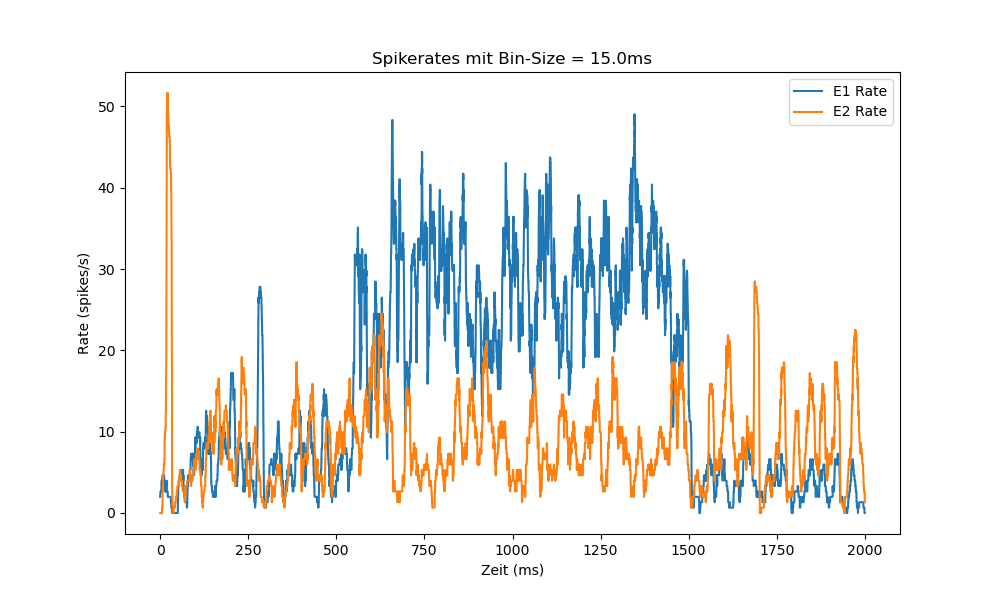 Spikerates mit Bin-Size = 15.0ms
E1 Rate
E2 Rate
50
40
30
20
10
0
Rate (spikes/s)
0 250 500 750 1000 1250 1500 1750 2000
Zeit (ms)